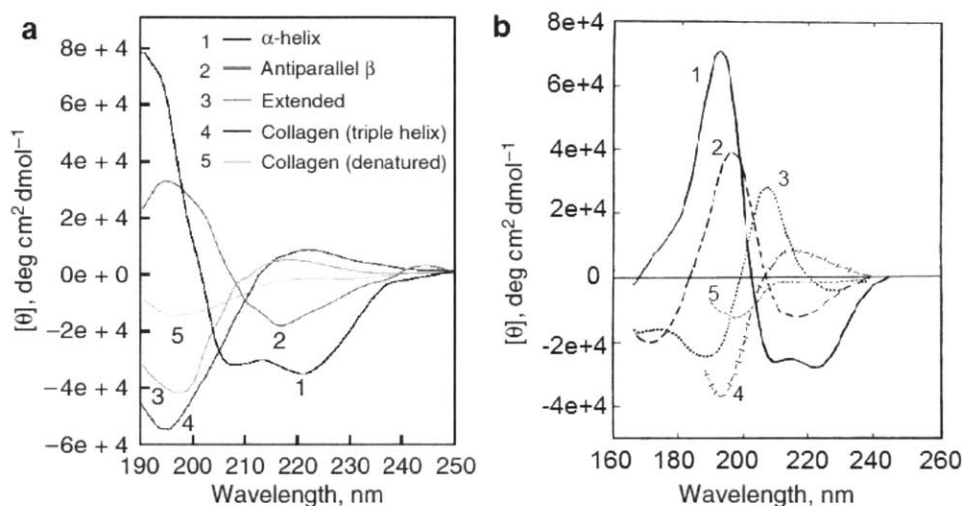 a
1 α-helix
2 Antiparallel β
3 Extended
4 Collagen (triple helix)
5 Collagen (denatured)
8e + 4
6e + 4
4e + 4
2e + 4
0e + 4
−2e + 4
−4e + 4
−6e + 4
[θ], deg cm² dmol⁻¹
5
2
1
3
4
190 200 210 220 230 240 250
Wavelength, nm
b
8e+4
6e+4
4e+4
2e+4
0
-2e+4
-4e+4
[θ], deg cm² dmol⁻¹
1
2
3
5
4
160 180 200 220 240 260
Wavelength, nm